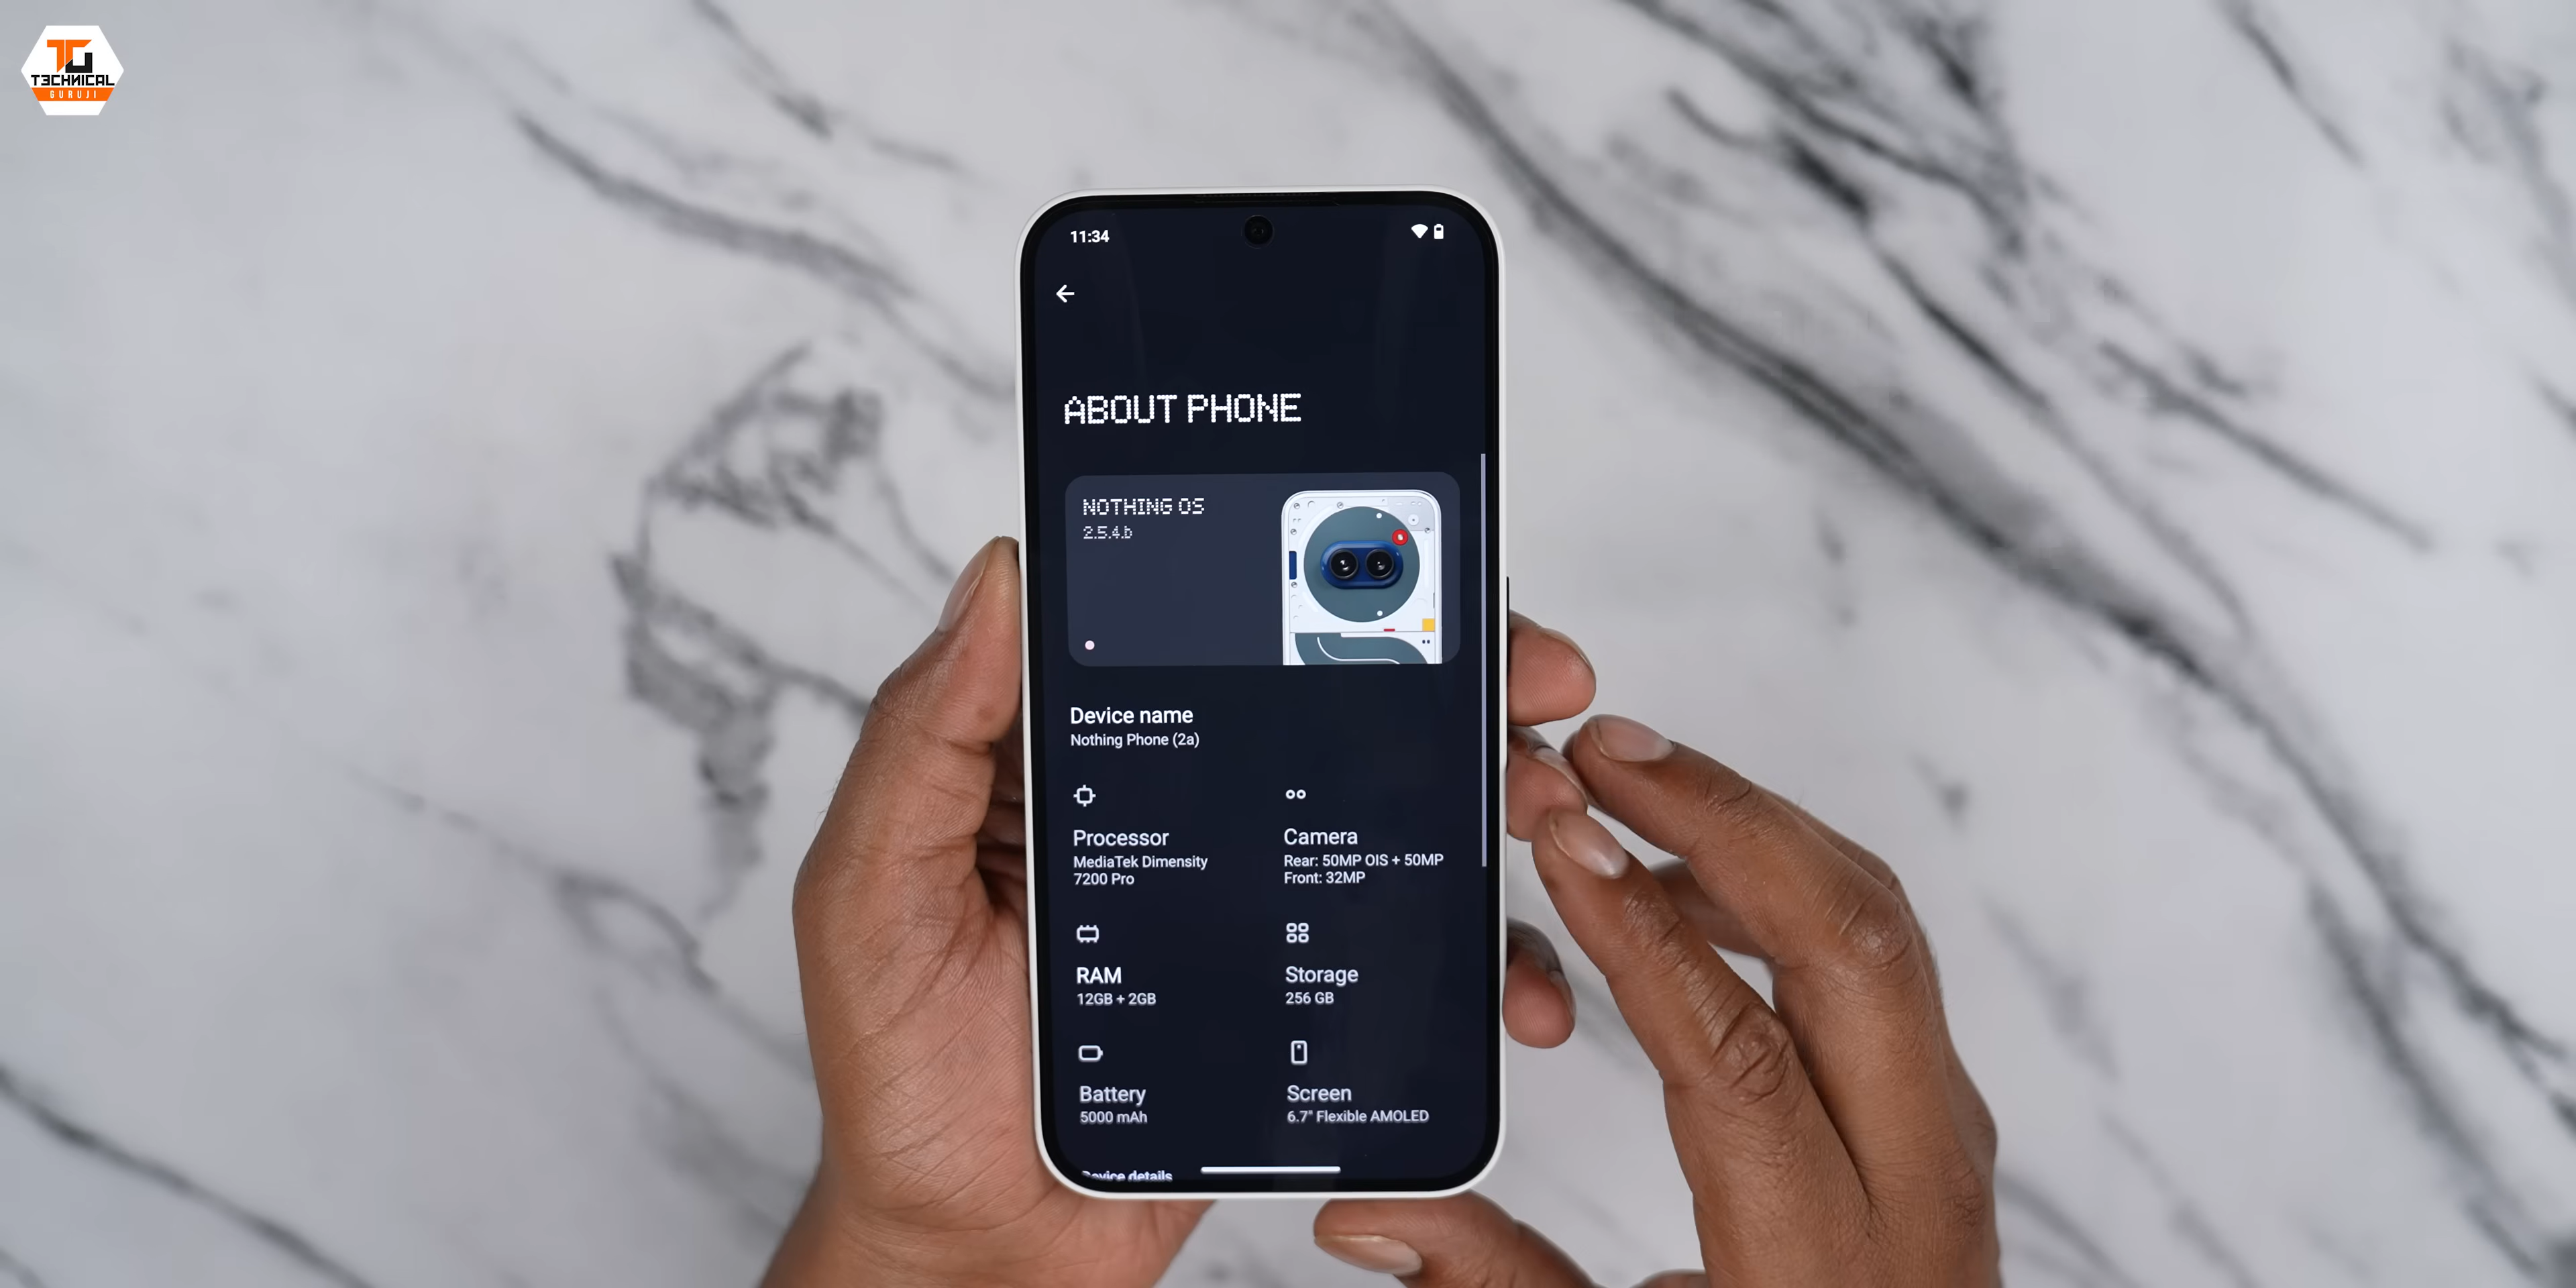 TECHNICAL
GURUJI
11:34
ABOUT PHONE
NOTHING OS
2.5.4.b
Device name
Nothing Phone (2a)
Processor
MediaTek Dimensity
7200 Pro
Camera
Rear: 50MP OIS + 50MP
Front: 32MP
RAM
12GB + 2GB
Storage
256 GB
Battery
5000 mAh
Screen
6.7" Flexible AMOLED
Device details